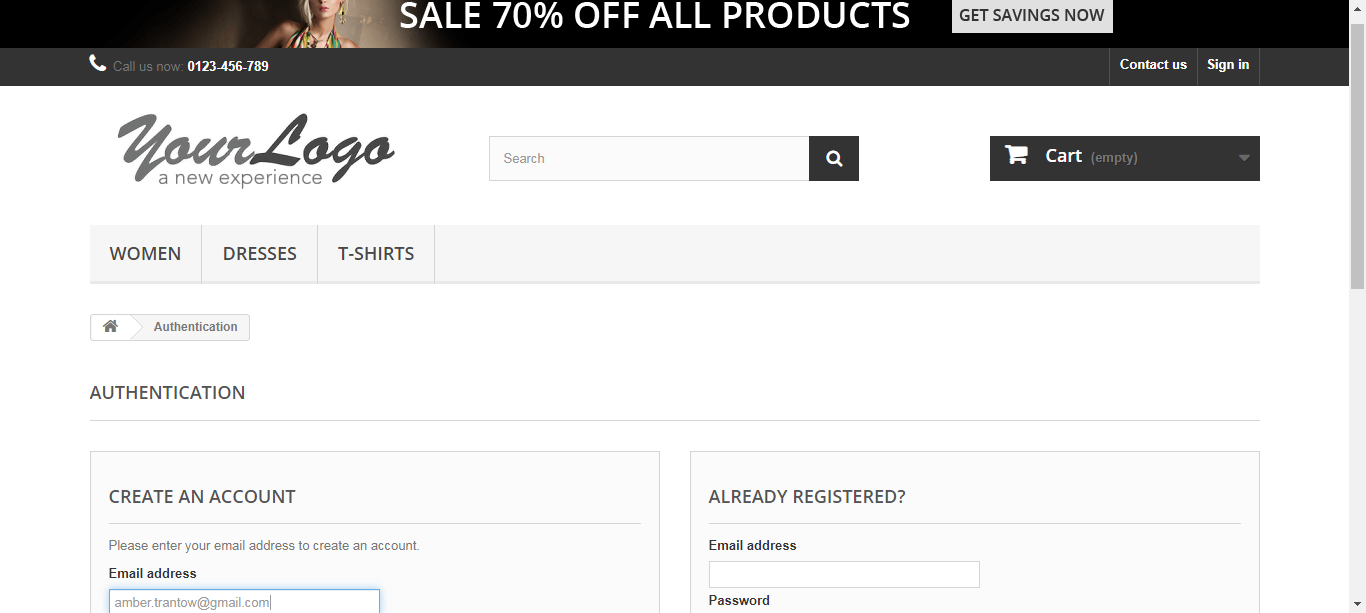 SALE 70% OFF ALL PRODUCTS GET SAVINGS NOW
Call us now: 0123-456-789 Contact us Sign in
YourLogo
a new experience
Search
Cart (empty)
WOMEN DRESSES T-SHIRTS
Authentication
AUTHENTICATION
CREATE AN ACCOUNT
Please enter your email address to create an account.
Email address
amber.trantow@gmail.com
ALREADY REGISTERED?
Email address
Password